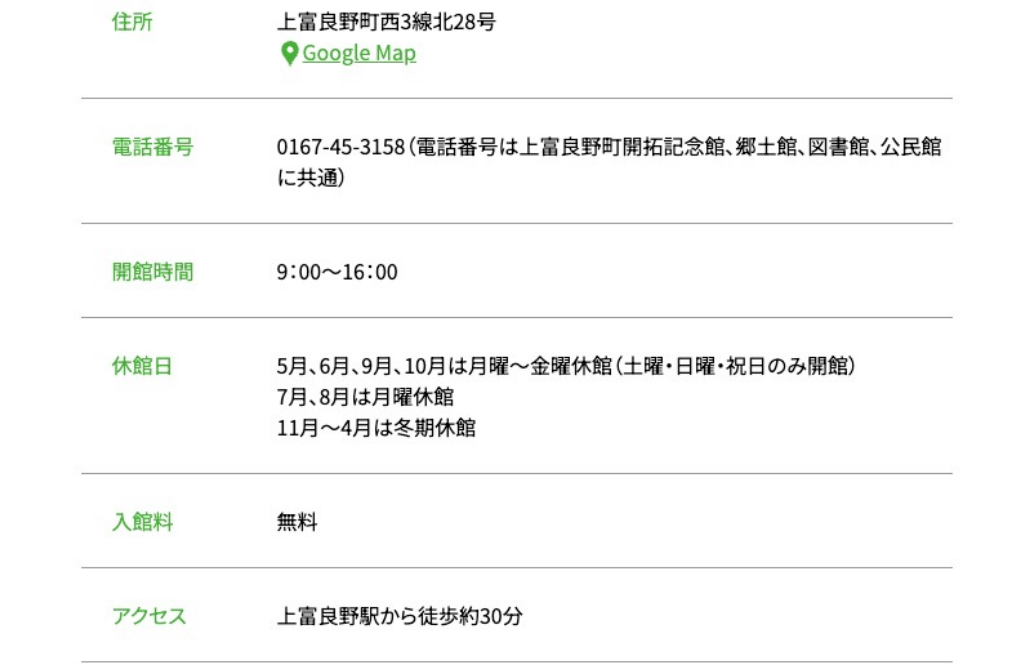 住所
上富良野町西3線北28号
Google Map
電話番号
0167-45-3158（電話番号は上富良野町開拓記念館、郷土館、図書館、公民館
に共通）
開館時間
9：00～16：00
休館日
5月、6月、9月、10月は月曜～金曜休館（土曜・日曜・祝日のみ開館）
7月、8月は月曜休館
11月～4月は冬期休館
入館料
無料
アクセス
上富良野駅から徒歩約30分